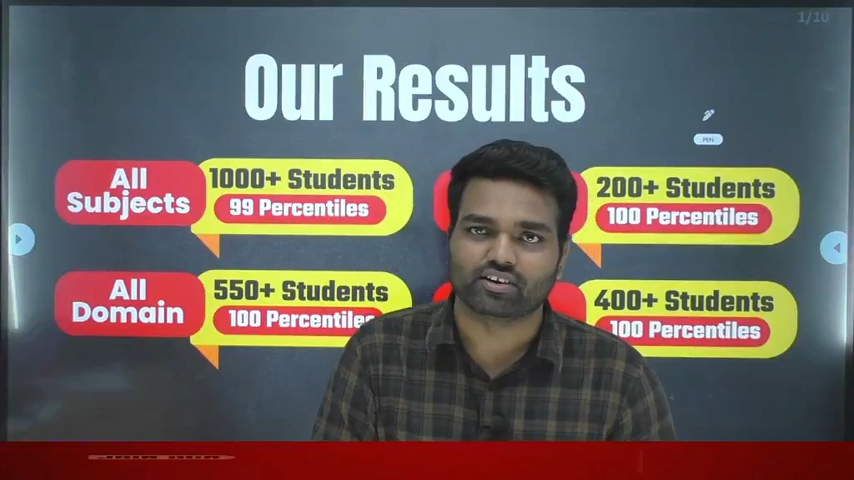 1/10
Our Results
PEN
All
Subjects
1000+ Students
99 Percentiles
200+ Students
100 Percentiles
All
Domain
550+ Students
100 Percentiles
400+ Students
100 Percentiles